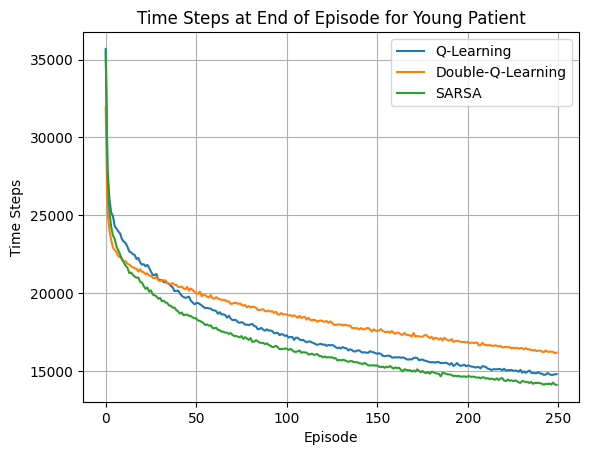 Time Steps at End of Episode for Young Patient
Q-Learning
Double-Q-Learning
SARSA
35000
30000
25000
20000
15000
Time Steps
0 50 100 150 200 250
Episode